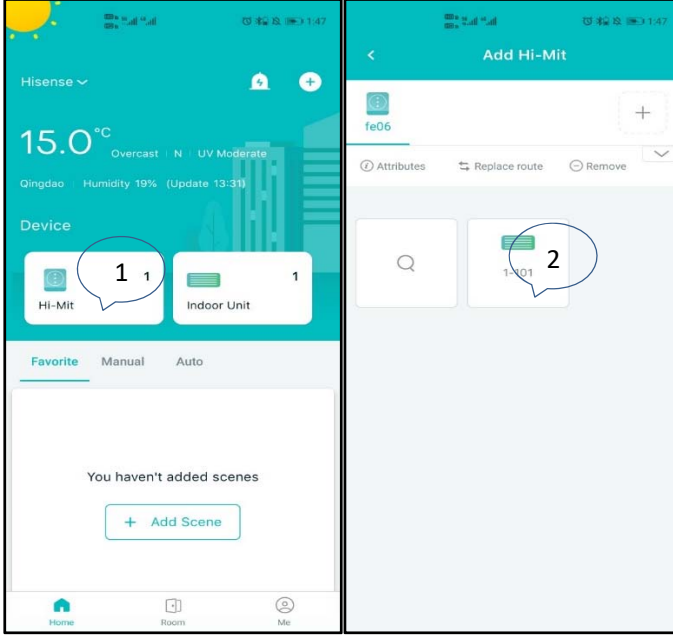 1:47
Hisense
15.0°C
Overcast | N | UV Moderate
Qingdao | Humidity 19% (Update 13:31)
Device
1
1
Hi-Mit
1
Indoor Unit
Favorite Manual Auto
You haven't added scenes
+ Add Scene
Home Room Me
1:47
< Add Hi-Mit
fe06
+
Attributes Replace route Remove
1-101
2